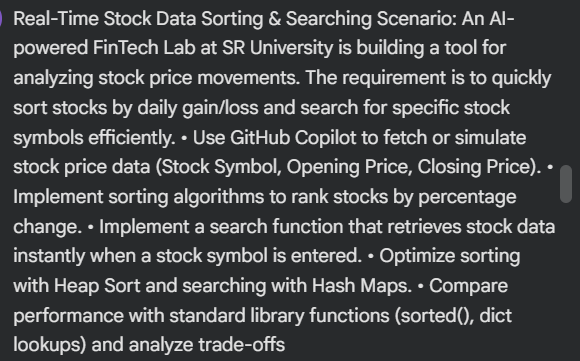 Real-Time Stock Data Sorting & Searching Scenario: An AI-
powered FinTech Lab at SR University is building a tool for
analyzing stock price movements. The requirement is to quickly
sort stocks by daily gain/loss and search for specific stock
symbols efficiently. • Use GitHub Copilot to fetch or simulate
stock price data (Stock Symbol, Opening Price, Closing Price). •
Implement sorting algorithms to rank stocks by percentage
change. • Implement a search function that retrieves stock data
instantly when a stock symbol is entered. • Optimize sorting
with Heap Sort and searching with Hash Maps. • Compare
performance with standard library functions (sorted(), dict
lookups) and analyze trade-offs